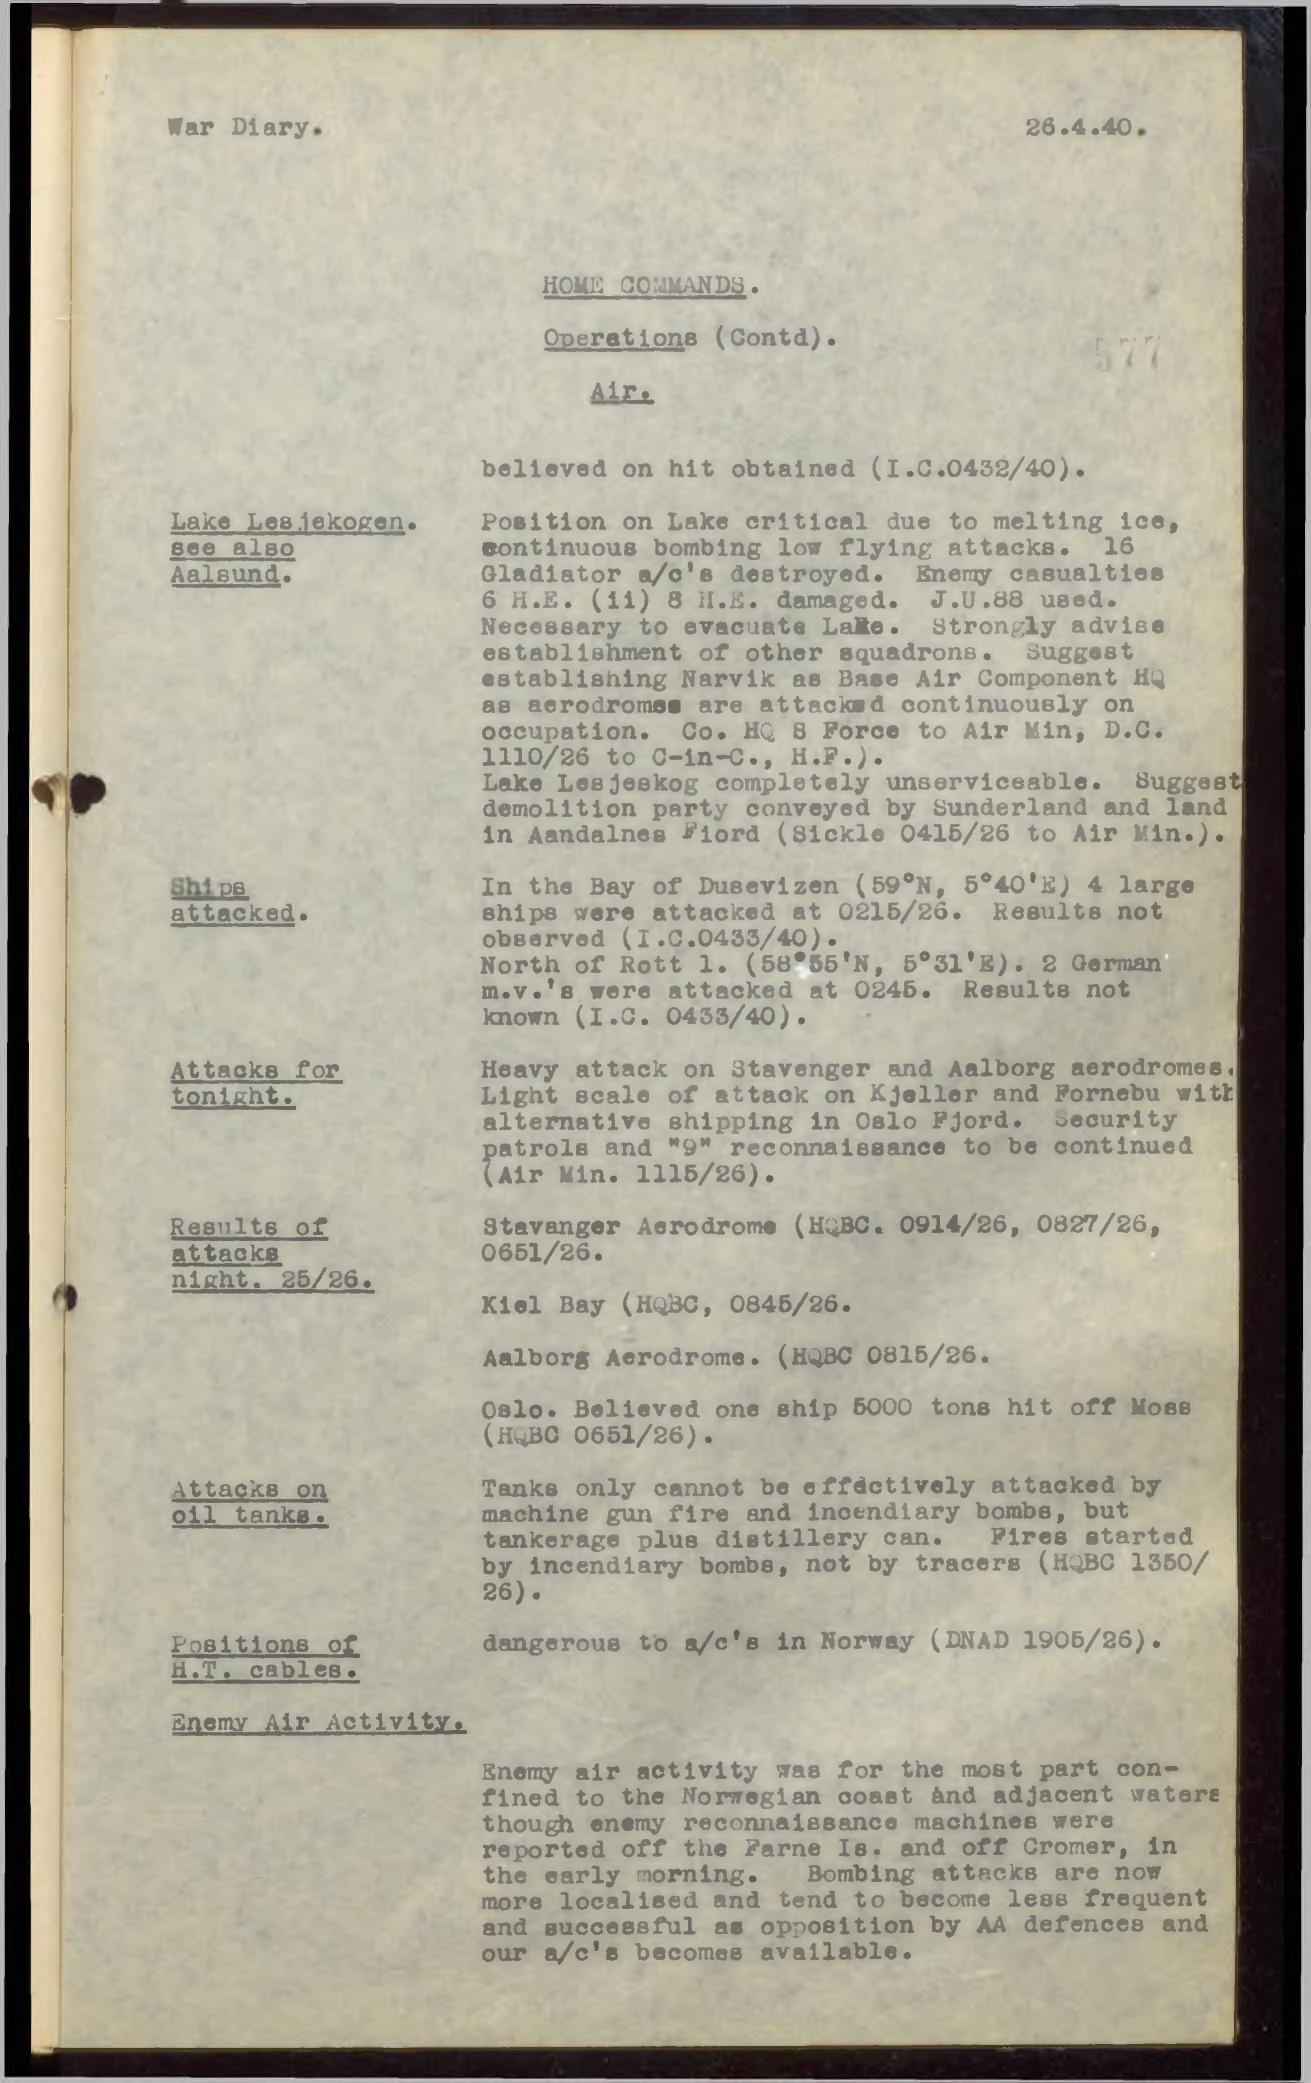 War Diary. 26.4.40.
HOME COMMANDS.
Operations (Contd).
577
Air.
believed on hit obtained (I.C.0432/40).
Lake Lesjekogen. Position on Lake critical due to melting ice,
see also continuous bombing low flying attacks. 16
Aalsund. Gladiator a/c's destroyed. Enemy casualties
6 H.E. (ii) 8 H.E. damaged. J.U.88 used.
Necessary to evacuate Lake. Strongly advise
establishment of other squadrons. Suggest
establishing Narvik as Base Air Component HQ
as aerodromes are attacked continuously on
occupation. Co. HQ S Force to Air Min, D.C.
1110/26 to C-in-C., H.F.).
Lake Lesjeskog completely unserviceable. Suggest
demolition party conveyed by Sunderland and land
in Aandalnes Fiord (Sickle 0415/26 to Air Min.).
Ships In the Bay of Dusevizen (59°N, 5°40'E) 4 large
attacked. ships were attacked at 0215/26. Results not
observed (I.C.0433/40).
North of Rott 1. (58°55'N, 5°31'E). 2 German
m.v.'s were attacked at 0245. Results not
known (I.C. 0433/40).
Attacks for Heavy attack on Stavenger and Aalborg aerodromes.
tonight. Light scale of attack on Kjeller and Fornebu with
alternative shipping in Oslo Fjord. Security
patrols and "9" reconnaissance to be continued
(Air Min. 1115/26).
Results of Stavanger Aerodrome (HQBC. 0914/26, 0827/26,
attacks 0651/26.
night. 25/26.
Kiel Bay (HQBC, 0845/26.
Aalborg Aerodrome. (HQBC 0815/26.
Oslo. Believed one ship 5000 tons hit off Moss
(HQBC 0651/26).
Attacks on Tanks only cannot be effectively attacked by
oil tanks. machine gun fire and incendiary bombs, but
tankerage plus distillery can. Fires started
by incendiary bombs, not by tracers (HQBC 1350/
26).
Positions of dangerous to a/c's in Norway (DNAD 1905/26).
H.T. cables.
Enemy Air Activity.
Enemy air activity was for the most part con-
fined to the Norwegian coast and adjacent waters
though enemy reconnaissance machines were
reported off the Farne Is. and off Cromer, in
the early morning. Bombing attacks are now
more localised and tend to become less frequent
and successful as opposition by AA defences and
our a/c's becomes available.